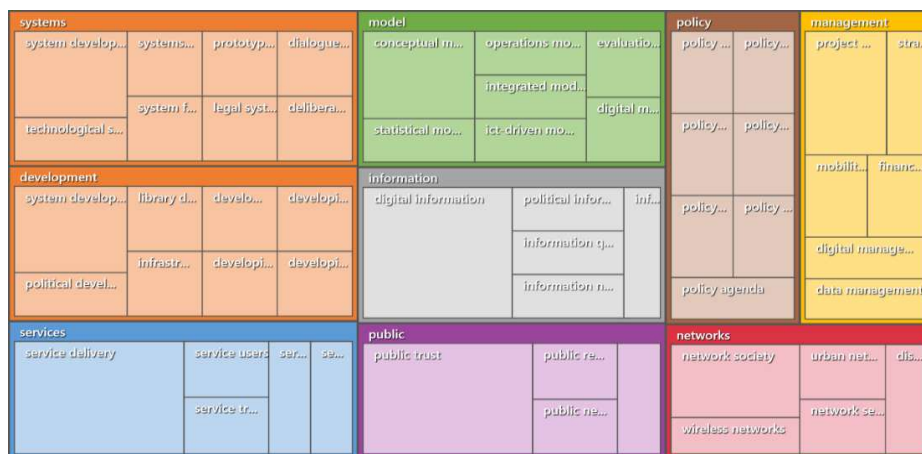 systems
system develop...
systems...
prototyp...
dialogue...
technological s...
system f...
legal syst...
delibera...
model
conceptual m...
operations mo...
evaluatio...
integrated mod...
digital m...
statistical mo...
ict-driven mo...
policy
policy ...
policy...
policy...
policy...
policy...
policy ...
policy agenda
management
project ...
stru...
mobilit...
financ...
digital manage...
data management
development
system develop...
library d...
develo...
developi...
political devel...
infrastr...
developi...
developi...
information
digital information
political infor...
inf...
information q...
information n...
services
service delivery
service users
ser...
se...
service tr...
public
public trust
public re...
public ne...
networks
network society
urban net...
dis...
wireless networks
network se...